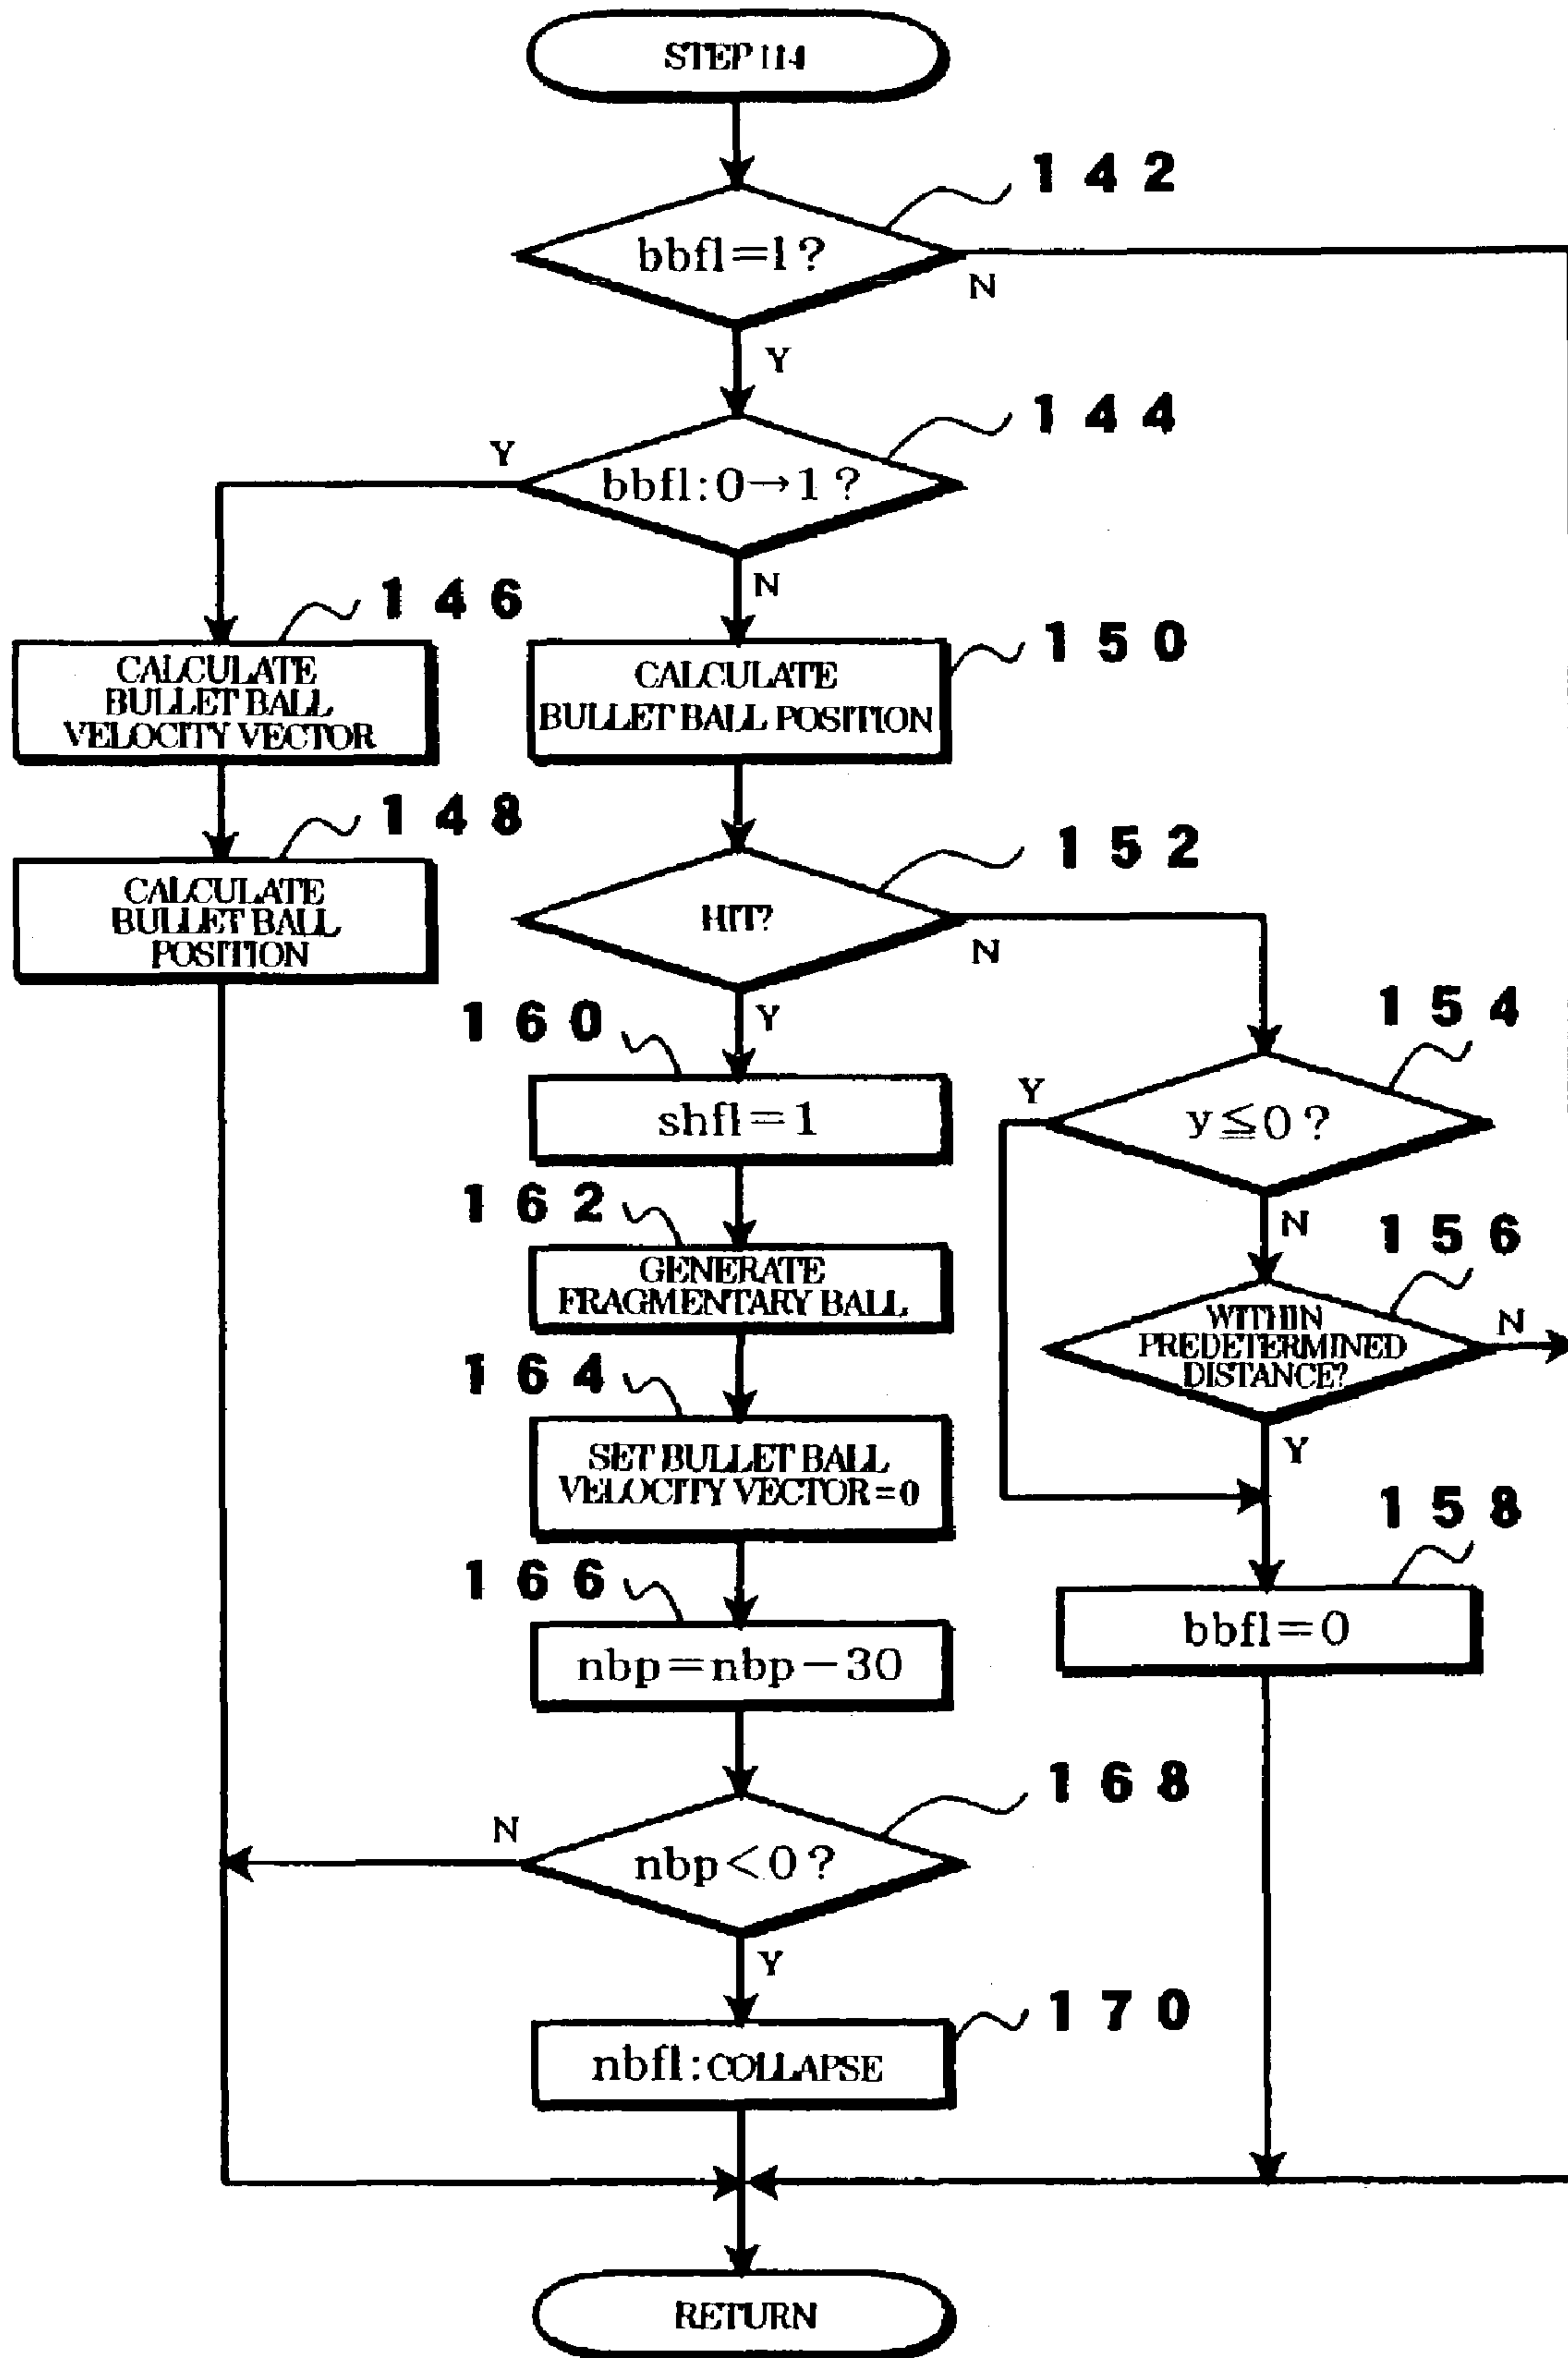 STEP 114
142
bbfl=1?
N
Y
144
Y
bbfl:0→1?
N
146
CALCULATE
BULLET BALL
VELOCITY VECTOR
150
CALCULATE
BULLET BALL POSITION
148
CALCULATE
BULLET BALL
POSITION
152
HIT?
N
Y
160
shfl=1
154
Y
y≦0?
N
162
GENERATE
FRAGMENTARY BALL
156
WITHIN
PREDETERMINED
DISTANCE?
N
Y
164
SET BULLET BALL
VELOCITY VECTOR=0
158
bbfl=0
166
nbp=nbp-30
168
N
nbp<0?
Y
170
nbfl:COLLAPSE
RETURN